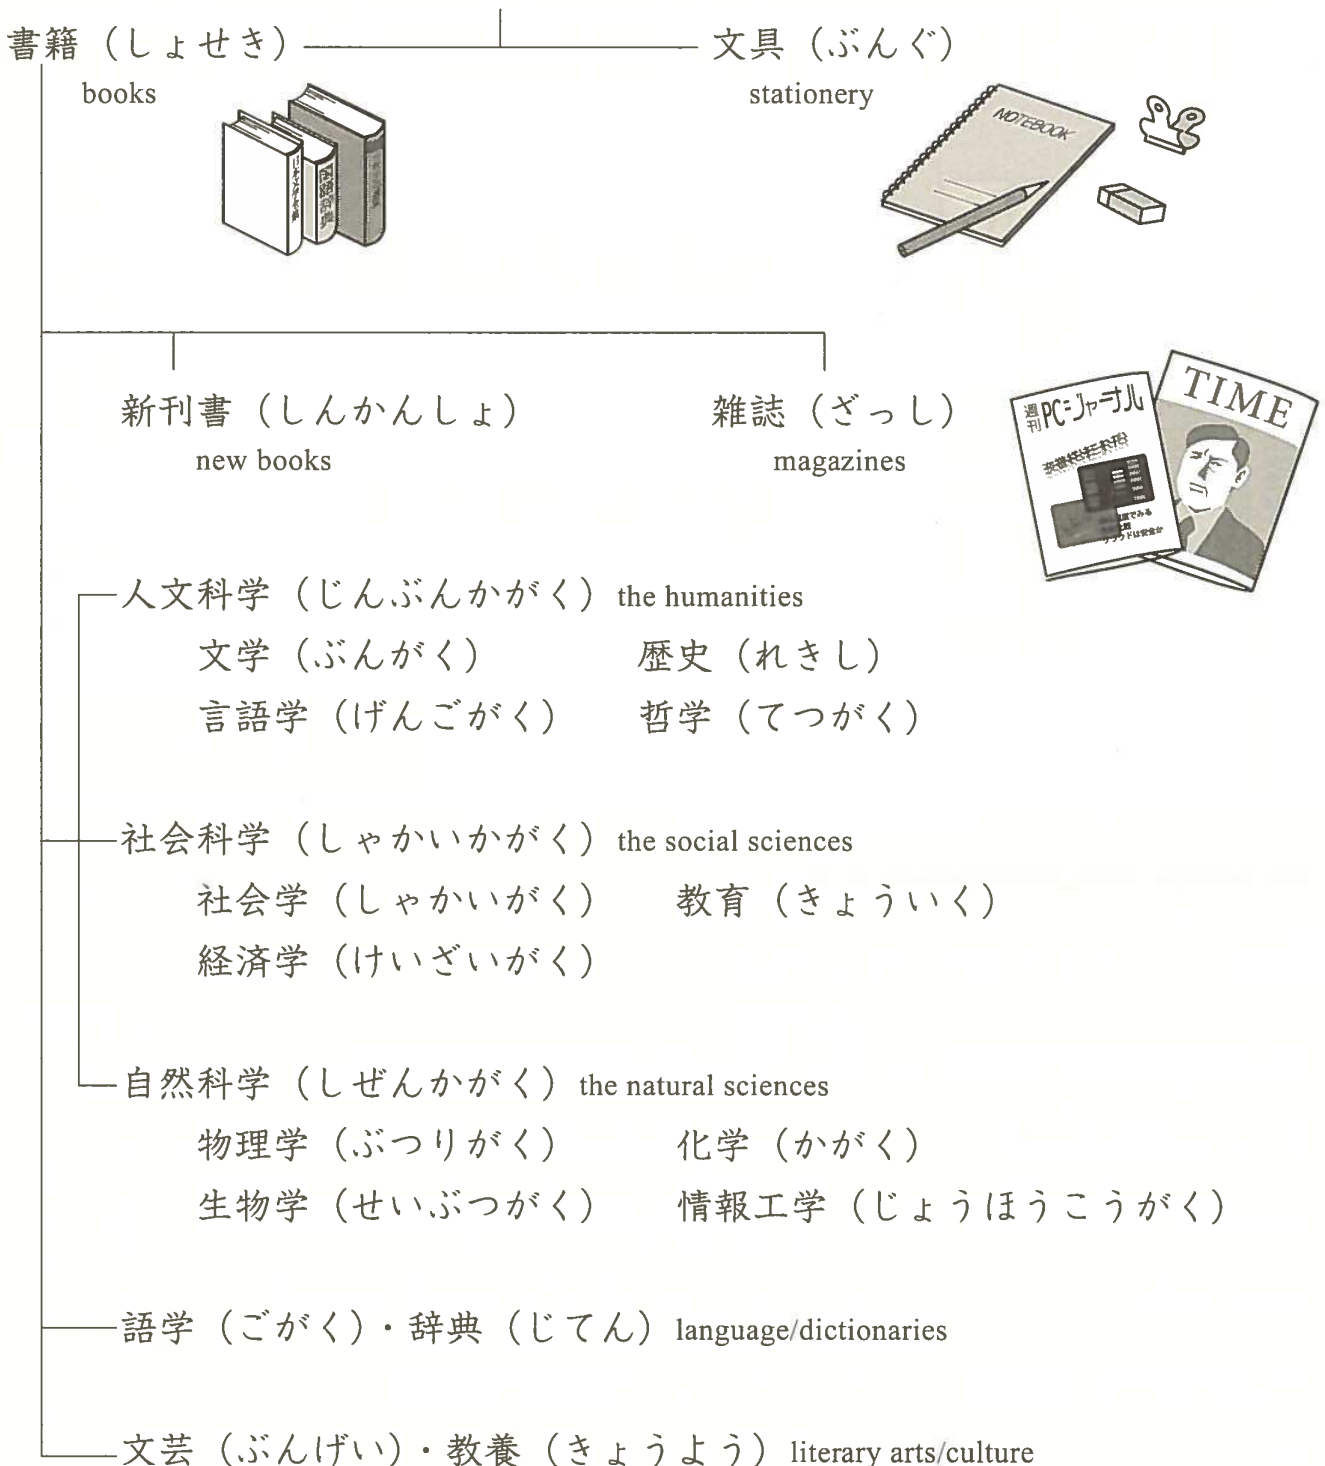 書籍（しょせき） 文具（ぶんぐ）
books stationery
NOTEBOOK
新刊書（しんかんしょ） 雑誌（ざっし）
new books magazines
週刊PCジャーナル
TIME
クラウドは安全か
人文科学（じんぶんかがく） the humanities
文学（ぶんがく） 歴史（れきし）
言語学（げんごがく） 哲学（てつがく）
社会科学（しゃかいかがく） the social sciences
社会学（しゃかいがく） 教育（きょういく）
経済学（けいざいがく）
自然科学（しぜんかがく） the natural sciences
物理学（ぶつりがく） 化学（かがく）
生物学（せいぶつがく） 情報工学（じょうほうこうがく）
語学（ごがく）・辞典（じてん） language/dictionaries
文芸（ぶんげい）・教養（きょうよう） literary arts/culture